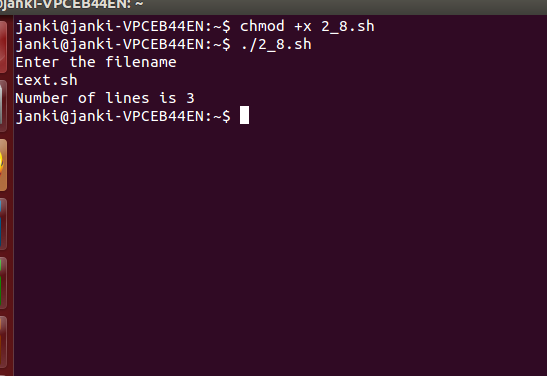 @janki-VPCEB44EN: ~
janki@janki-VPCEB44EN:~$ chmod +x 2_8.sh
janki@janki-VPCEB44EN:~$ ./2_8.sh
Enter the filename
text.sh
Number of lines is 3
janki@janki-VPCEB44EN:~$